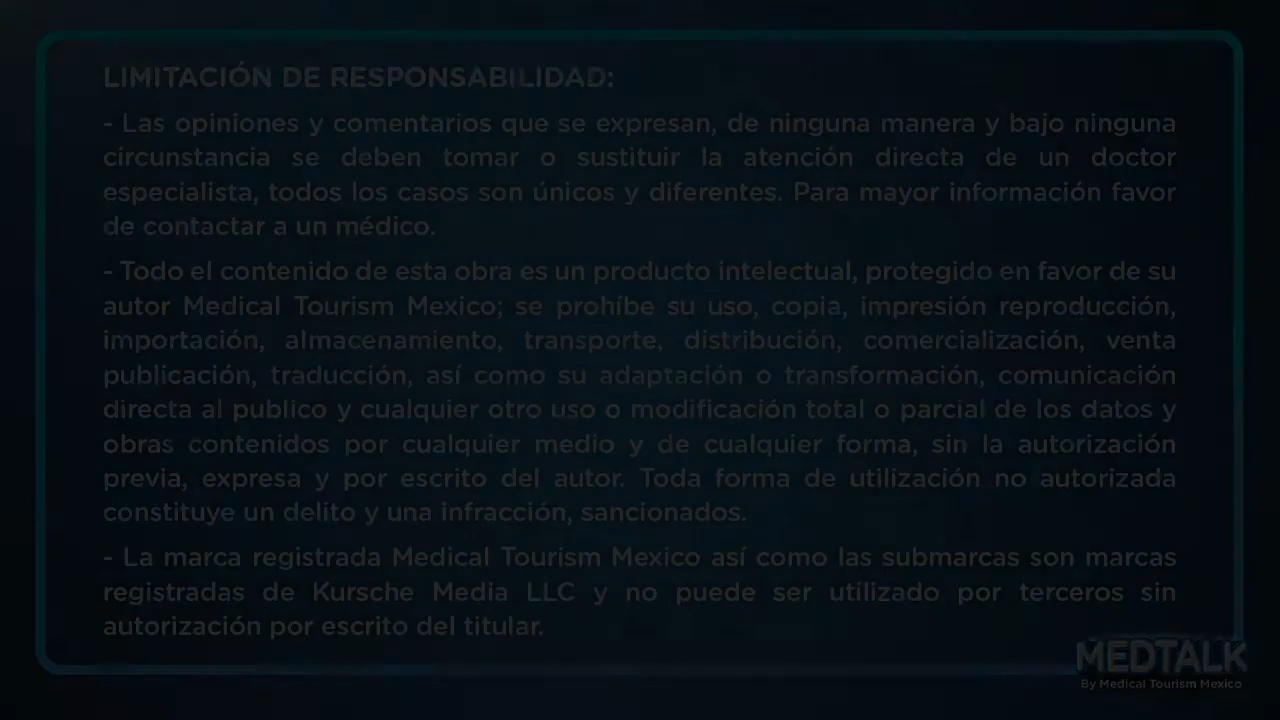 LIMITACIÓN DE RESPONSABILIDAD:
- Las opiniones y comentarios que se expresan, de ninguna manera y bajo ninguna
circunstancia se deben tomar o sustituir la atención directa de un doctor
especialista, todos los casos son únicos y diferentes. Para mayor información favor
de contactar a un médico.
- Todo el contenido de esta obra es un producto intelectual, protegido en favor de su
autor Medical Tourism Mexico; se prohíbe su uso, copia, impresión reproducción,
importación, almacenamiento, transporte, distribución, comercialización, venta
publicación, traducción, así como su adaptación o transformación, comunicación
directa al publico y cualquier otro uso o modificación total o parcial de los datos y
obras contenidos por cualquier medio y de cualquier forma, sin la autorización
previa, expresa y por escrito del autor. Toda forma de utilización no autorizada
constituye un delito y una infracción, sancionados.
- La marca registrada Medical Tourism Mexico así como las submarcas son marcas
registradas de Kursche Media LLC y no puede ser utilizado por terceros sin
autorización por escrito del titular.
MEDTALK
By Medical Tourism Mexico